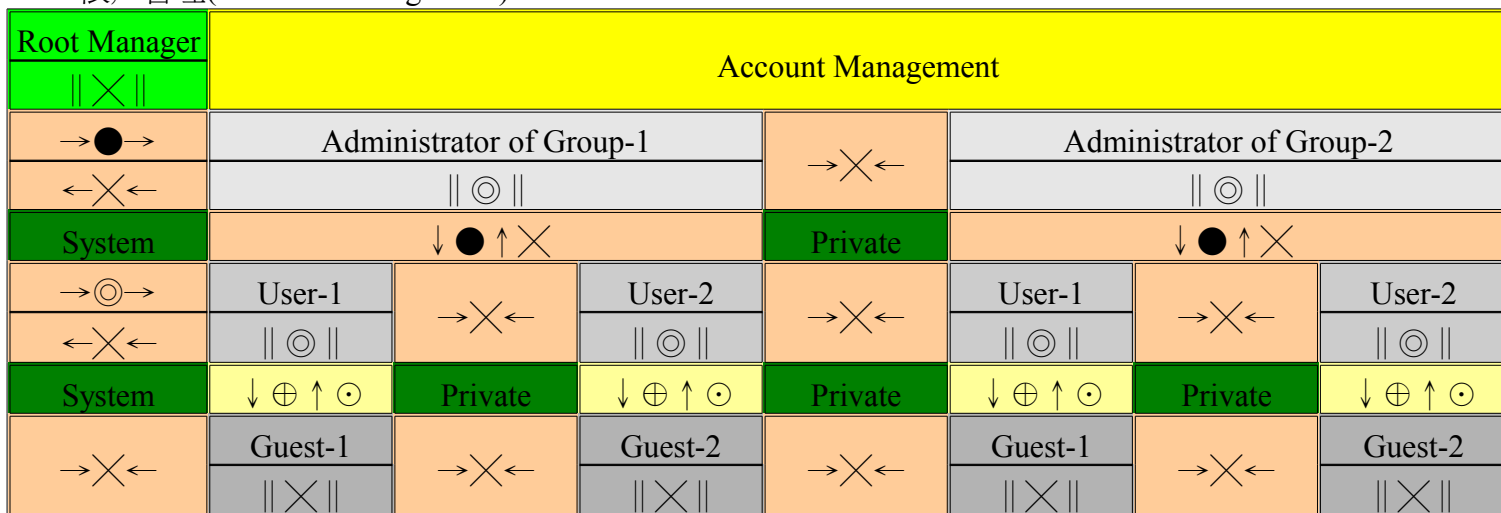 Root Manager
Account Management
∥╳∥
→●→
Administrator of Group-1
→╳←
Administrator of Group-2
←╳←
∥◎∥
∥◎∥
System
↓●↑╳
Private
↓●↑╳
→◎→
User-1
→╳←
User-2
→╳←
User-1
→╳←
User-2
←╳←
∥◎∥
∥◎∥
∥◎∥
∥◎∥
System
↓⊕↑⊙
Private
↓⊕↑⊙
Private
↓⊕↑⊙
Private
↓⊕↑⊙
→╳←
Guest-1
→╳←
Guest-2
→╳←
Guest-1
→╳←
Guest-2
∥╳∥
∥╳∥
∥╳∥
∥╳∥